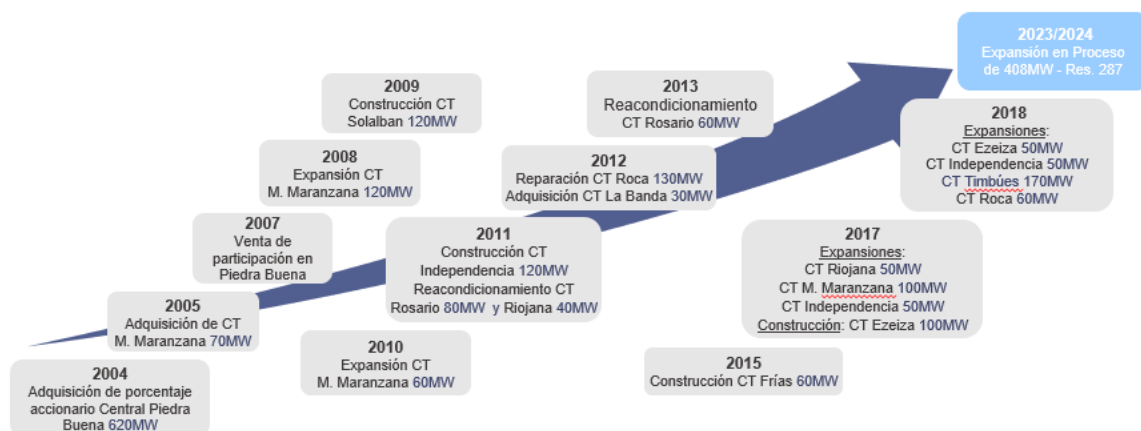 2004
Adquisición de porcentaje
accionario Central Piedra
Buena 620MW
2005
Adquisición de CT
M. Maranzana 70MW
2007
Venta de
participación en
Piedra Buena
2008
Expansión CT
M. Maranzana 120MW
2009
Construcción CT
Solalban 120MW
2010
Expansión CT
M. Maranzana 60MW
2011
Construcción CT
Independencia 120MW
Reacondicionamiento CT
Rosario 80MW y Riojana 40MW
2012
Reparación CT Roca 130MW
Adquisición CT La Banda 30MW
2013
Reacondicionamiento
CT Rosario 60MW
2015
Construcción CT Frías 60MW
2017
Expansiones:
CT Riojana 50MW
CT M. Maranzana 100MW
CT Independencia 50MW
Construcción: CT Ezeiza 100MW
2018
Expansiones:
CT Ezeiza 50MW
CT Independencia 50MW
CT Timbúes 170MW
CT Roca 60MW
2023/2024
Expansión en Proceso
de 408MW - Res. 287